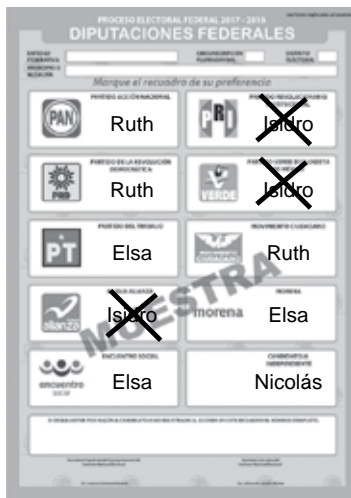 PROCESO ELECTORAL FEDERAL 2017 - 2018
DIPUTACIONES FEDERALES
ENTIDAD FEDERATIVA
CIRCUNSCRIPCIÓN PLURINOMINAL
DISTRITO ELECTORAL
MUNICIPIO O
Marque el recuadro de su preferencia
PARTIDO ACCIÓN NACIONAL
PAN
Ruth
PRI
Isidro
PARTIDO DE LA REVOLUCIÓN DEMOCRÁTICA
PRD
Ruth
VERDE
Isidro
PARTIDO DEL TRABAJO
PT
Elsa
MOVIMIENTO CIUDADANO
MOVIMIENTO CIUDADANO
Ruth
NUEVA ALIANZA
alianza
Isidro
MORENA
morena
Elsa
ENCUENTRO SOCIAL
encuentro social
Elsa
CANDIDATO/A INDEPENDIENTE
Nicolás
MUESTRA